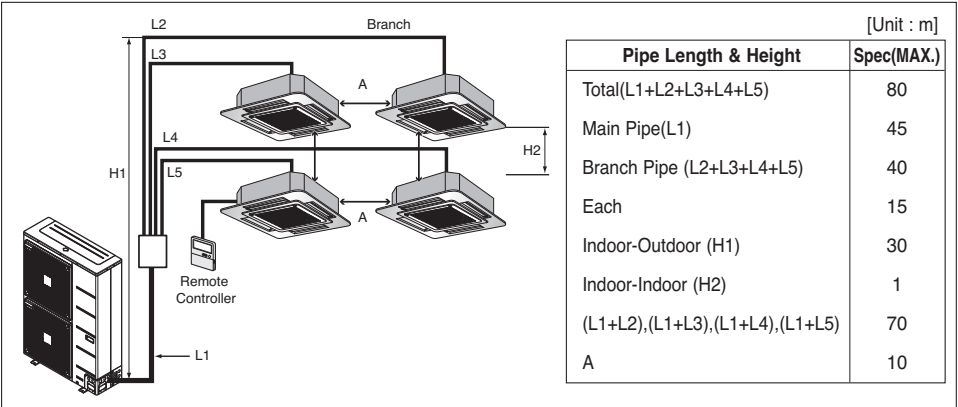 L2
Branch
L3
A
L4
H2
H1
L5
A
Remote
Controller
L1
[Unit : m]
Pipe Length & Height Spec(MAX.)
Total(L1+L2+L3+L4+L5) 80
Main Pipe(L1) 45
Branch Pipe (L2+L3+L4+L5) 40
Each 15
Indoor-Outdoor (H1) 30
Indoor-Indoor (H2) 1
(L1+L2),(L1+L3),(L1+L4),(L1+L5) 70
A 10